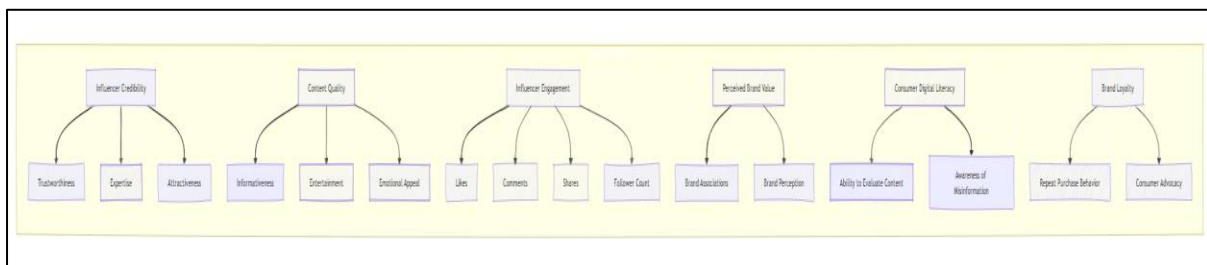 Influencer Credibility
Content Quality
Influencer Engagement
Perceived Brand Value
Consumer Digital Literacy
Brand Loyalty
Trustworthiness
Expertise
Attractiveness
Informativeness
Entertainment
Emotional Appeal
Likes
Comments
Shares
Follower Count
Brand Associations
Brand Perception
Ability to Evaluate Content
Awareness of
Misinformation
Repeat Purchase Behavior
Consumer Advocacy